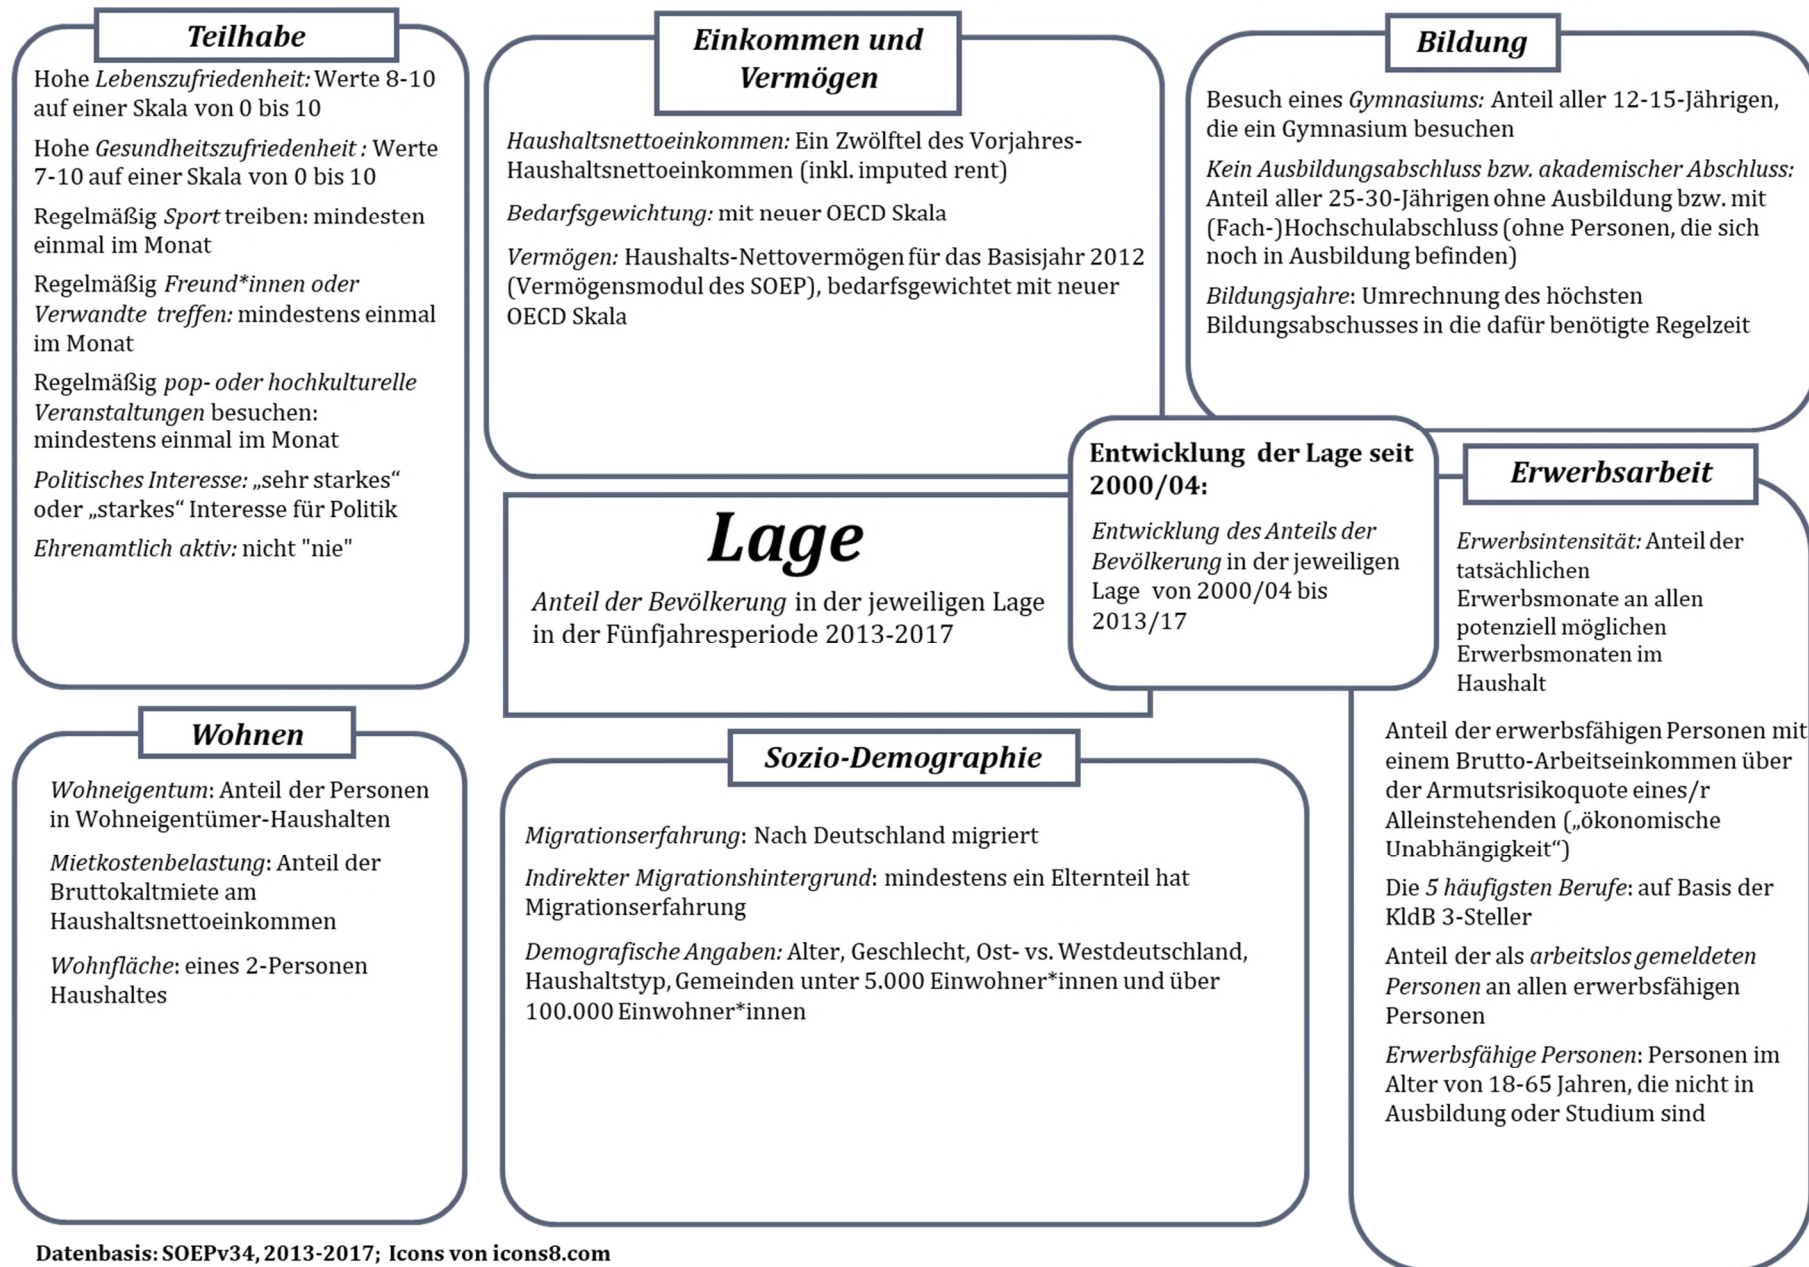 Teilhabe
Hohe Lebenszufriedenheit: Werte 8-10
auf einer Skala von 0 bis 10
Hohe Gesundheitszufriedenheit : Werte
7-10 auf einer Skala von 0 bis 10
Regelmäßig Sport treiben: mindesten
einmal im Monat
Regelmäßig Freund*innen oder
Verwandte treffen: mindestens einmal
im Monat
Regelmäßig pop- oder hochkulturelle
Veranstaltungen besuchen:
mindestens einmal im Monat
Politisches Interesse: „sehr starkes“
oder „starkes“ Interesse für Politik
Ehrenamtlich aktiv: nicht "nie"
Einkommen und
Vermögen
Haushaltsnettoeinkommen: Ein Zwölftel des Vorjahres-
Haushaltsnettoeinkommen (inkl. imputed rent)
Bedarfsgewichtung: mit neuer OECD Skala
Vermögen: Haushalts-Nettovermögen für das Basisjahr 2012
(Vermögensmodul des SOEP), bedarfsgewichtet mit neuer
OECD Skala
Bildung
Besuch eines Gymnasiums: Anteil aller 12-15-Jährigen,
die ein Gymnasium besuchen
Kein Ausbildungsabschluss bzw. akademischer Abschluss:
Anteil aller 25-30-Jährigen ohne Ausbildung bzw. mit
(Fach-)Hochschulabschluss (ohne Personen, die sich
noch in Ausbildung befinden)
Bildungsjahre: Umrechnung des höchsten
Bildungsabschusses in die dafür benötigte Regelzeit
Lage
Anteil der Bevölkerung in der jeweiligen Lage
in der Fünfjahresperiode 2013-2017
Entwicklung der Lage seit
2000/04:
Entwicklung des Anteils der
Bevölkerung in der jeweiligen
Lage von 2000/04 bis
2013/17
Erwerbsarbeit
Erwerbsintensität: Anteil der
tatsächlichen
Erwerbsmonate an allen
potenziell möglichen
Erwerbsmonaten im
Haushalt
Anteil der erwerbsfähigen Personen mit
einem Brutto-Arbeitseinkommen über
der Armutsrisikoquote eines/r
Alleinstehenden („ökonomische
Unabhängigkeit“)
Die 5 häufigsten Berufe: auf Basis der
KldB 3-Steller
Anteil der als arbeitslos gemeldeten
Personen an allen erwerbsfähigen
Personen
Erwerbsfähige Personen: Personen im
Alter von 18-65 Jahren, die nicht in
Ausbildung oder Studium sind
Wohnen
Wohneigentum: Anteil der Personen
in Wohneigentümer-Haushalten
Mietkostenbelastung: Anteil der
Bruttokaltmiete am
Haushaltsnettoeinkommen
Wohnfläche: eines 2-Personen
Haushaltes
Sozio-Demographie
Migrationserfahrung: Nach Deutschland migriert
Indirekter Migrationshintergrund: mindestens ein Elternteil hat
Migrationserfahrung
Demografische Angaben: Alter, Geschlecht, Ost- vs. Westdeutschland,
Haushaltstyp, Gemeinden unter 5.000 Einwohner*innen und über
100.000 Einwohner*innen
Datenbasis: SOEPv34, 2013-2017; Icons von icons8.com